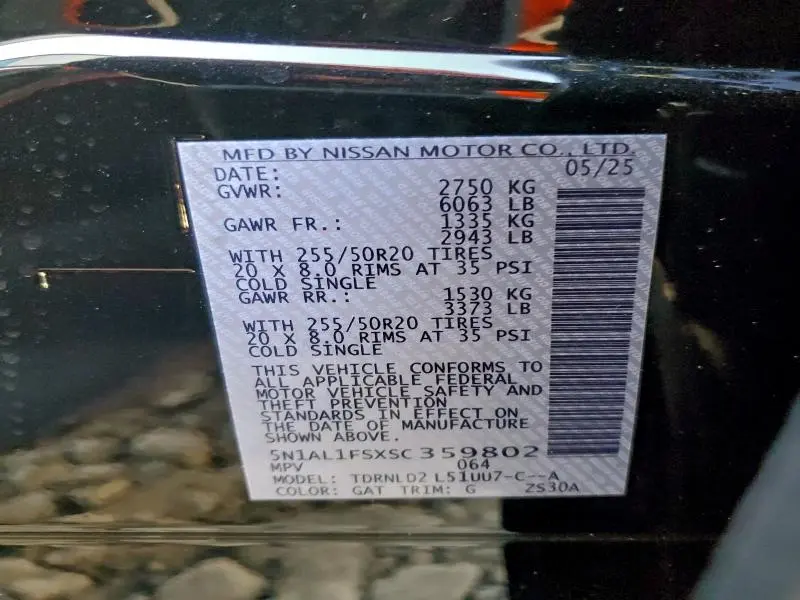 MFD BY NISSAN MOTOR CO., LTD.
DATE: 05/25
GVWR: 2750 KG
6063 LB
GAWR FR.: 1335 KG
2943 LB
WITH 255/50R20 TIRES
20 X 8.0 RIMS AT 35 PSI
COLD SINGLE
GAWR RR.: 1530 KG
3373 LB
WITH 255/50R20 TIRES
20 X 8.0 RIMS AT 35 PSI
COLD SINGLE
THIS VEHICLE CONFORMS TO
ALL APPLICABLE FEDERAL
MOTOR VEHICLE SAFETY AND
THEFT PREVENTION
STANDARDS IN EFFECT ON
THE DATE OF MANUFACTURE
SHOWN ABOVE.
5N1AL1FSXSC359802
MPV 064
MODEL: TDRNLD2 L51UU7-C--A
COLOR: GAT TRIM: G ZS30A